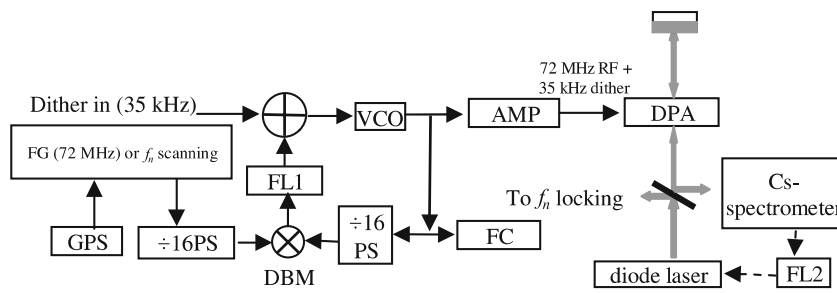 72 MHz RF +
35 kHz dither
Dither in (35 kHz)
VCO
AMP
DPA
FG (72 MHz) or fn scanning
FL1
To fn locking
Cs-
spectrometer
GPS
÷16PS
DBM
÷16
PS
FC
diode laser
FL2